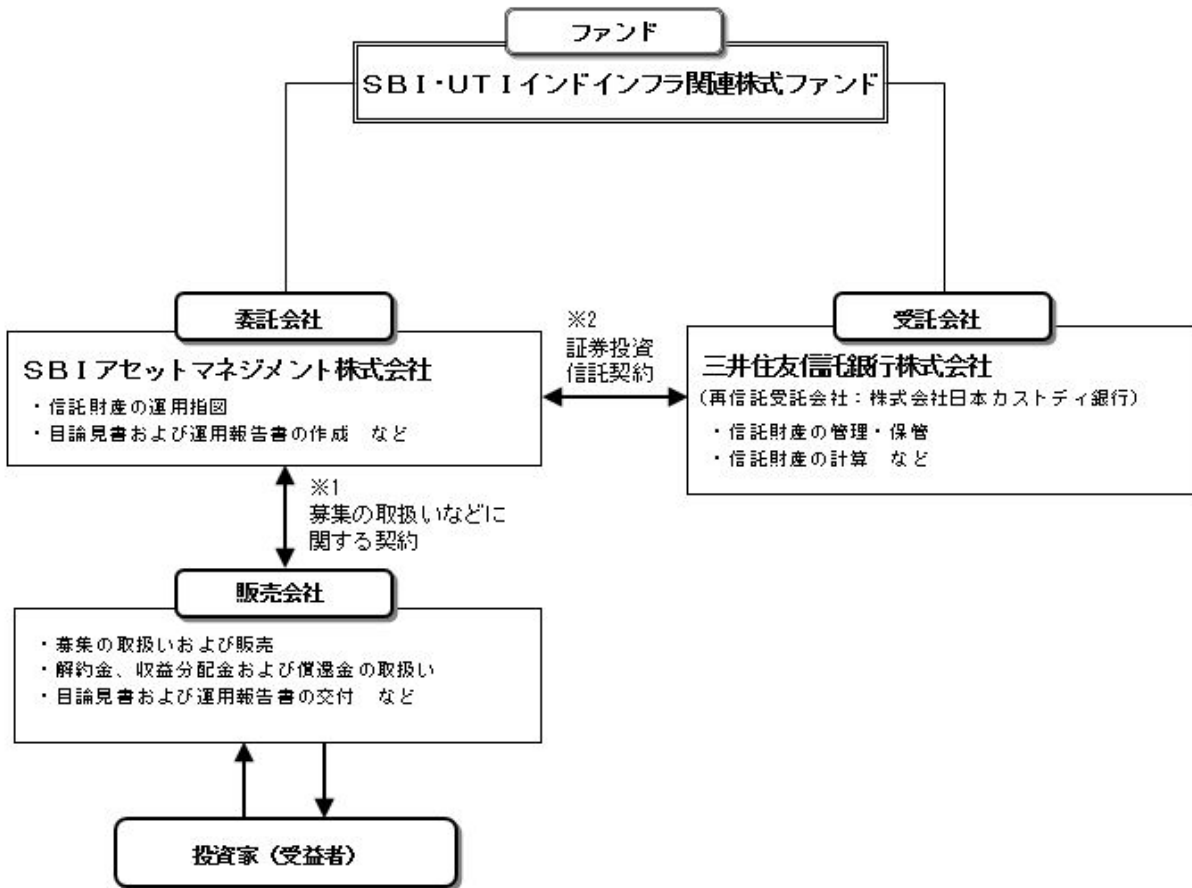 ファンド
SBI・UTIインドインフラ関連株式ファンド
委託会社
SBIアセットマネジメント株式会社
・信託財産の運用指図
・目論見書および運用報告書の作成 など
※2
証券投資
信託契約
受託会社
三井住友信託銀行株式会社
(再信託受託会社:株式会社日本カストディ銀行)
・信託財産の管理・保管
・信託財産の計算 など
※1
募集の取扱いなどに
関する契約
販売会社
・募集の取扱いおよび販売
・解約金、収益分配金および償還金の取扱い
・目論見書および運用報告書の交付 など
投資家(受益者)